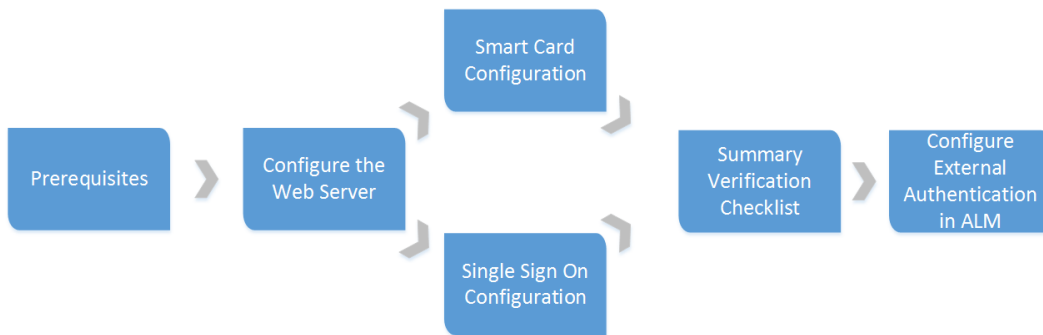 Prerequisites
Configure the
Web Server
Smart Card
Configuration
Single Sign On
Configuration
Summary
Verification
Checklist
Configure
External
Authentication
in ALM